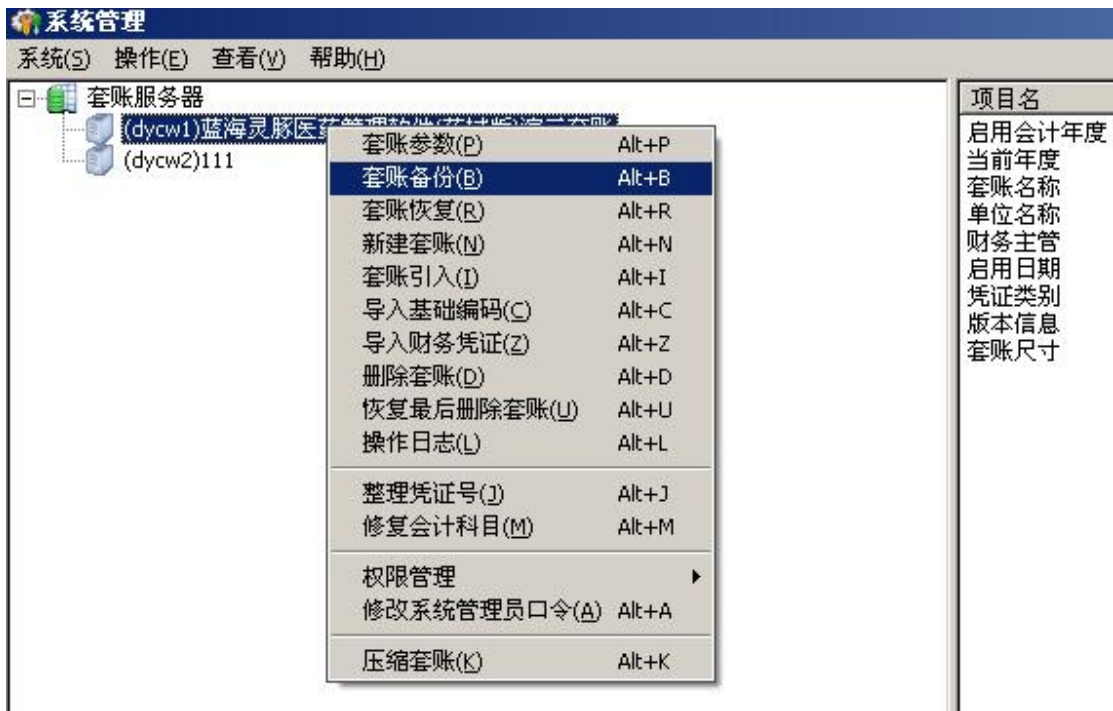 系统管理
系统(S) 操作(E) 查看(V) 帮助(H)
套账服务器
(dycw1)蓝海灵豚医药管理软件
(dycw2)111
套账参数(P) Alt+P
套账备份(B) Alt+B
套账恢复(R) Alt+R
新建套账(N) Alt+N
套账引入(I) Alt+I
导入基础编码(C) Alt+C
导入财务凭证(Z) Alt+Z
删除套账(D) Alt+D
恢复最后删除套账(U) Alt+U
操作日志(L) Alt+L
整理凭证号(J) Alt+J
修复会计科目(M) Alt+M
权限管理
修改系统管理员口令(A) Alt+A
压缩套账(K) Alt+K
项目名
启用会计年度
当前年度
套账名称
单位名称
财务主管
启用日期
凭证类别
版本信息
套账尺寸